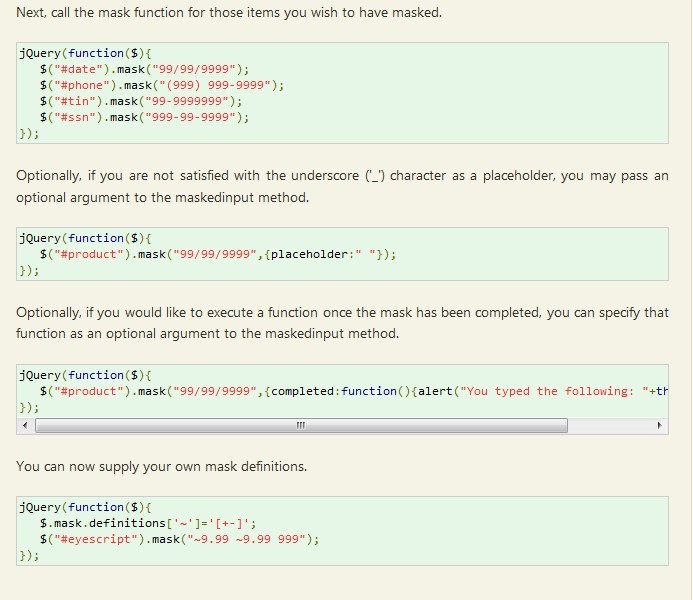 Next, call the mask function for those items you wish to have masked.
jQuery(function($){
   $("#date").mask("99/99/9999");
   $("#phone").mask("(999) 999-9999");
   $("#tin").mask("99-9999999");
   $("#ssn").mask("999-99-9999");
});
Optionally, if you are not satisfied with the underscore ('_') character as a placeholder, you may pass an
optional argument to the maskedinput method.
jQuery(function($){
   $("#product").mask("99/99/9999",{placeholder:" "});
});
Optionally, if you would like to execute a function once the mask has been completed, you can specify that
function as an optional argument to the maskedinput method.
jQuery(function($){
   $("#product").mask("99/99/9999",{completed:function(){alert("You typed the following: "+th
});
You can now supply your own mask definitions.
jQuery(function($){
   $.mask.definitions['~']='[+-]';
   $("#eyescript").mask("~9.99 ~9.99 999");
});